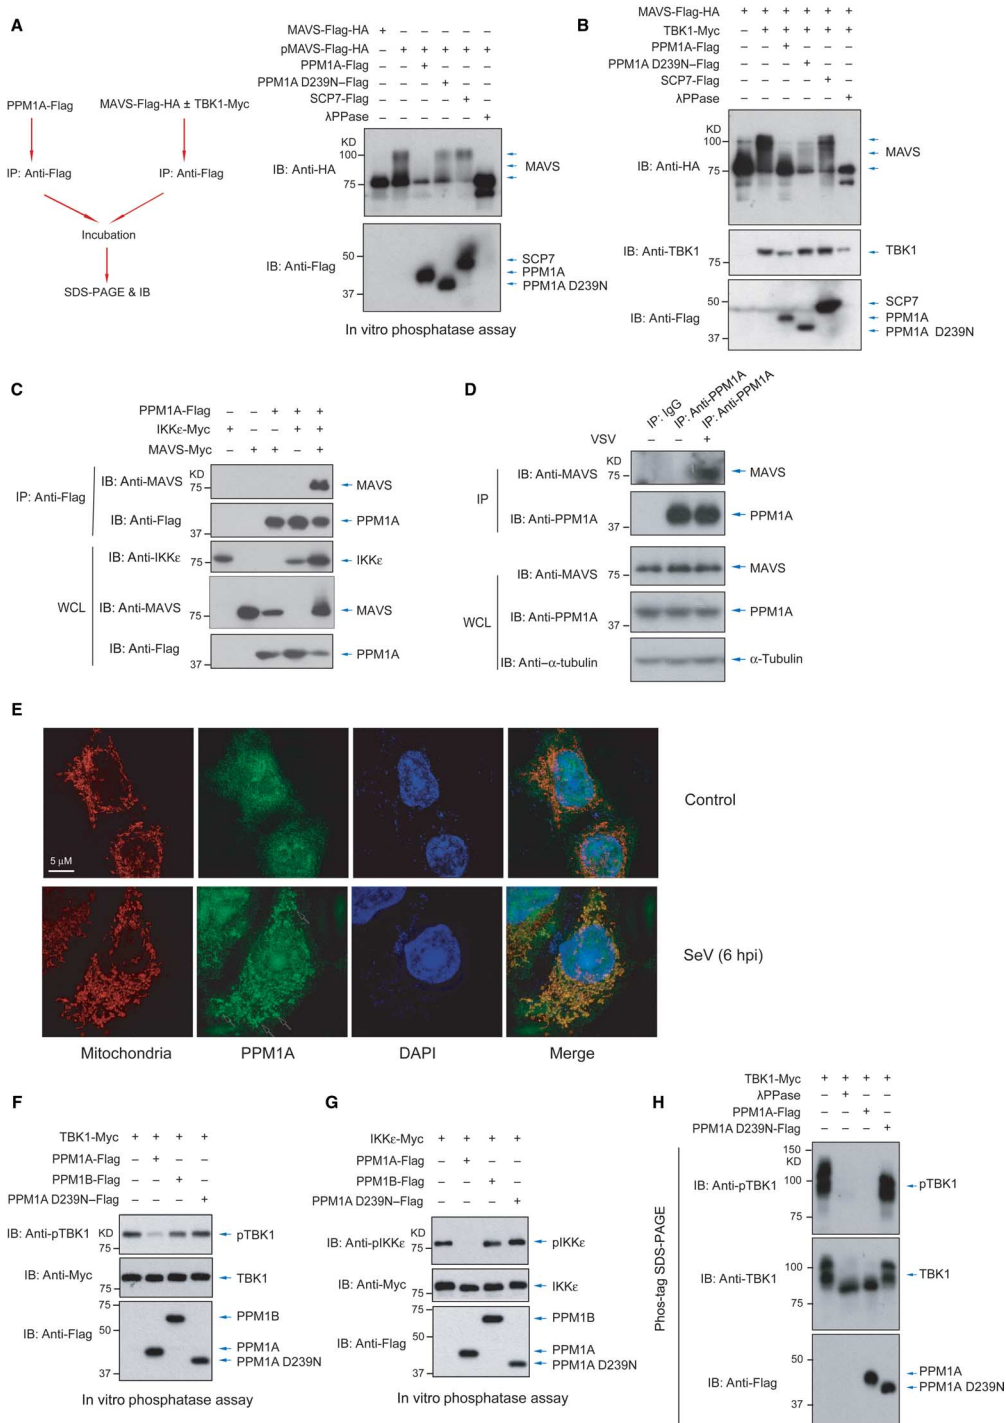 A
PPM1A-Flag
MAVS-Flag-HA ± TBK1-Myc
IP: Anti-Flag
IP: Anti-Flag
Incubation
SDS-PAGE & IB
MAVS-Flag-HA + – – – – –
pMAVS-Flag-HA – + + + + +
PPM1A-Flag – – + – – –
PPM1A D239N–Flag – – – + – –
SCP7-Flag – – – – + –
λPPase – – – – – +
KD
100
75
IB: Anti-HA
MAVS
50
37
IB: Anti-Flag
SCP7
PPM1A
PPM1A D239N
In vitro phosphatase assay
B
MAVS-Flag-HA + + + + + +
TBK1-Myc – + + + + +
PPM1A-Flag – – + – – –
PPM1A D239N–Flag – – – + – –
SCP7-Flag – – – – + –
λPPase – – – – – +
KD
100
75
IB: Anti-HA
MAVS
IB: Anti-TBK1
75
TBK1
50
37
IB: Anti-Flag
SCP7
PPM1A
PPM1A D239N
C
PPM1A-Flag – – + + +
IKKε-Myc + – – + +
MAVS-Myc – + + – +
IP: Anti-Flag
IB: Anti-MAVS
KD
75
MAVS
IB: Anti-Flag
37
PPM1A
WCL
IB: Anti-IKKε
75
IKKε
IB: Anti-MAVS
75
MAVS
IB: Anti-Flag
37
PPM1A
D
IP: IgG
IP: Anti-PPM1A
IP: Anti-PPM1A
VSV – – +
IP
IB: Anti-MAVS
KD
75
MAVS
IB: Anti-PPM1A
37
PPM1A
WCL
IB: Anti-MAVS
75
MAVS
IB: Anti-PPM1A
37
PPM1A
IB: Anti–α-tubulin
α-Tubulin
E
5 μM
Control
SeV (6 hpi)
Mitochondria
PPM1A
DAPI
Merge
F
TBK1-Myc + + + +
PPM1A-Flag – + – –
PPM1B-Flag – – + –
PPM1A D239N–Flag – – – +
IB: Anti-pTBK1
KD
75
pTBK1
IB: Anti-Myc
75
TBK1
IB: Anti-Flag
75
50
37
PPM1B
PPM1A
PPM1A D239N
In vitro phosphatase assay
G
IKKε-Myc + + + +
PPM1A-Flag – + – –
PPM1B-Flag – – + –
PPM1A D239N–Flag – – – +
IB: Anti-pIKKε
KD
75
pIKKε
IB: Anti-Myc
75
IKKε
IB: Anti-Flag
75
50
37
PPM1B
PPM1A
PPM1A D239N
In vitro phosphatase assay
H
TBK1-Myc + + + +
λPPase – + – –
PPM1A-Flag – – + –
PPM1A D239N-Flag – – – +
Phos-tag SDS-PAGE
150
KD
100
75
IB: Anti-pTBK1
pTBK1
100
75
IB: Anti-TBK1
TBK1
50
37
IB: Anti-Flag
PPM1A
PPM1A D239N